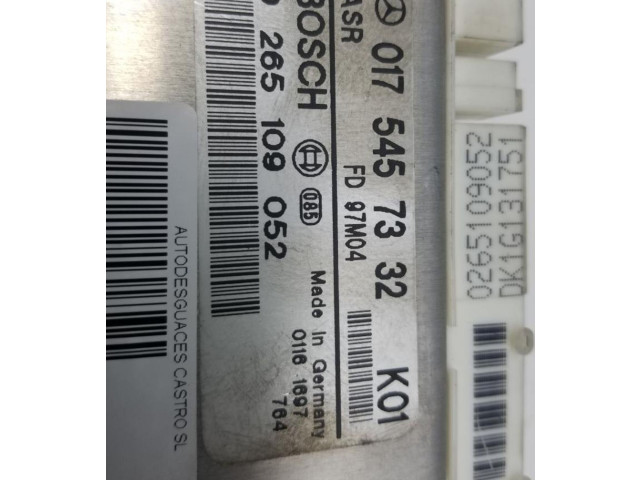 017 545 73 32 K01
ASR
FD 97M04
BOSCH
265 109 052
085
Made In Germany
0116 1697
764
AUTODESGUACES CASTRO SL
0265109052
DK1G131751